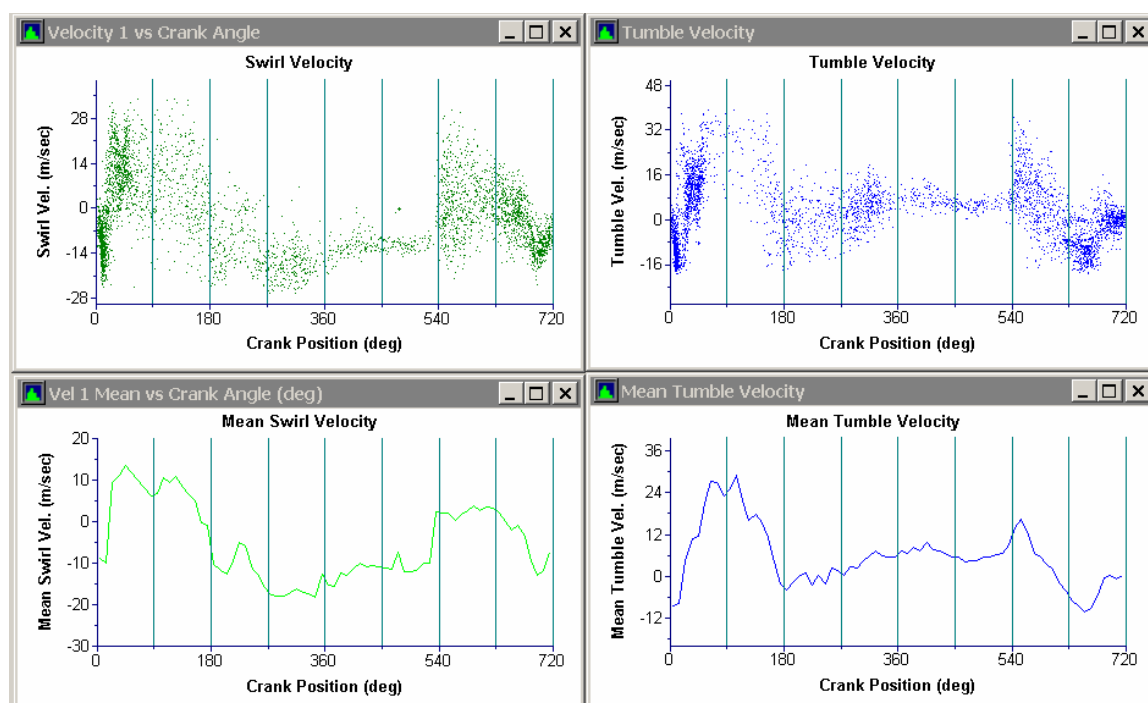 Velocity 1 vs Crank Angle
Swirl Velocity
Swirl Vel. (m/sec)
28
14
0
-14
-28
0 180 360 540 720
Crank Position (deg)
Tumble Velocity
Tumble Velocity
Tumble Vel. (m/sec)
48
32
16
0
-16
0 180 360 540 720
Crank Position (deg)
Vel 1 Mean vs Crank Angle (deg)
Mean Swirl Velocity
Mean Swirl Vel. (m/sec)
20
10
0
-10
-20
-30
0 180 360 540 720
Crank Position (deg)
Mean Tumble Velocity
Mean Tumble Velocity
Mean Tumble Vel. (m/sec)
36
24
12
0
-12
0 180 360 540 720
Crank Position (deg)